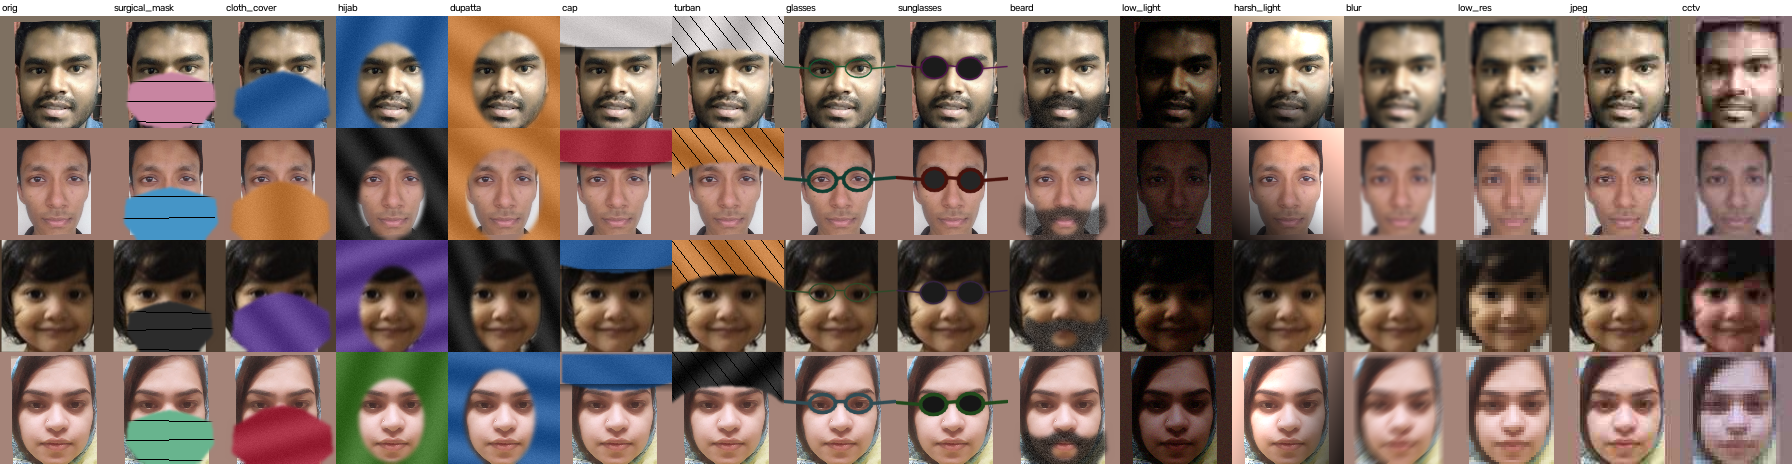 orig surgical_mask cloth_cover hijab dupatta cap turban glasses sunglasses beard low_light harsh_light blur low_res jpeg cctv